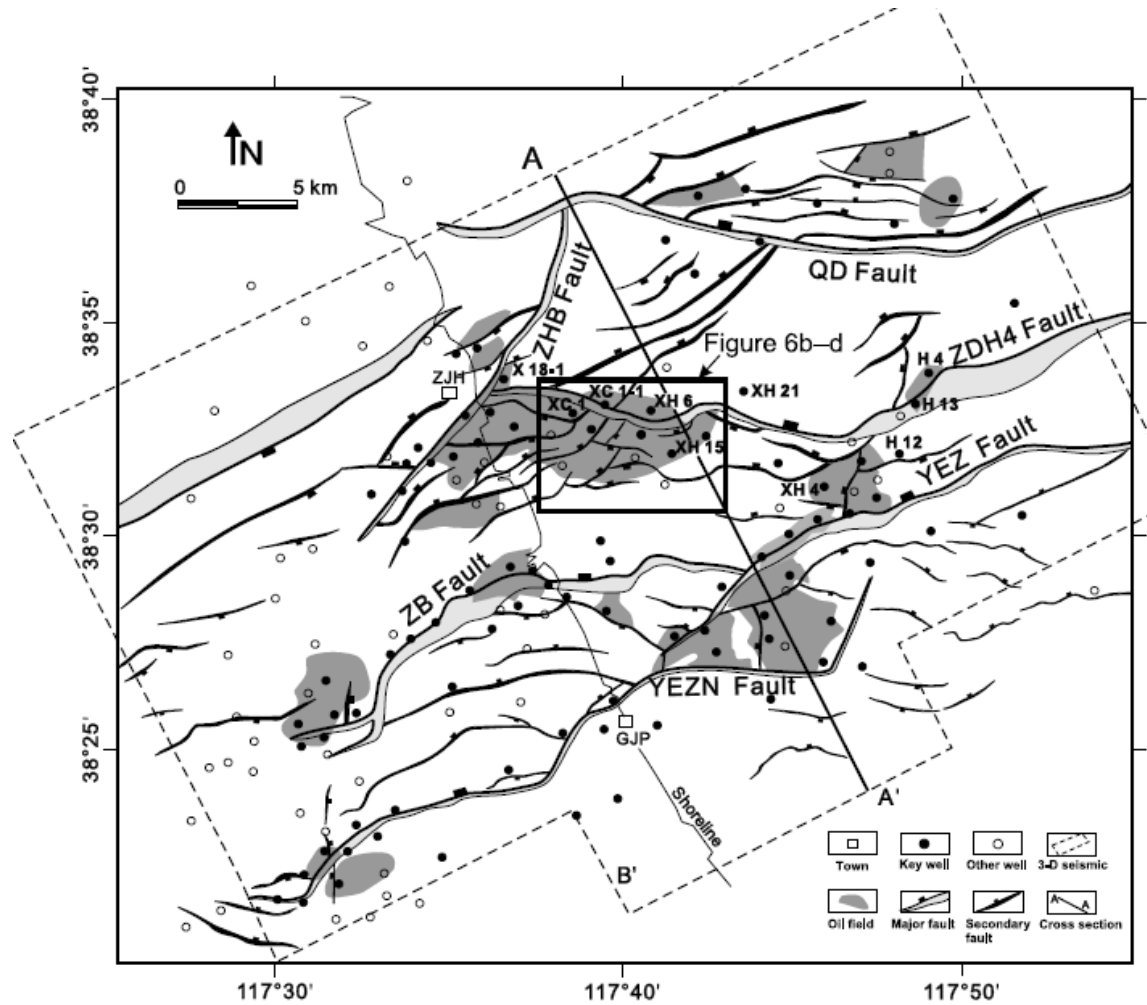 38°40'
N
A
0 5 km
QD Fault
38°35'
ZHB Fault
Figure 6b–d
ZDH4 Fault
ZJH
X 18-1
XC 1
XC 1-1
XH 6
XH 21
H 4
H 13
XH 15
H 12
YEZ Fault
XH 4
38°30'
ZB Fault
YEZN Fault
GJP
38°25'
Shoreline
A'
B'
Town
Key well
Other well
3-D seismic
A A'
Oil field
Major fault
Secondary
fault
Cross section
117°30'
117°40'
117°50'